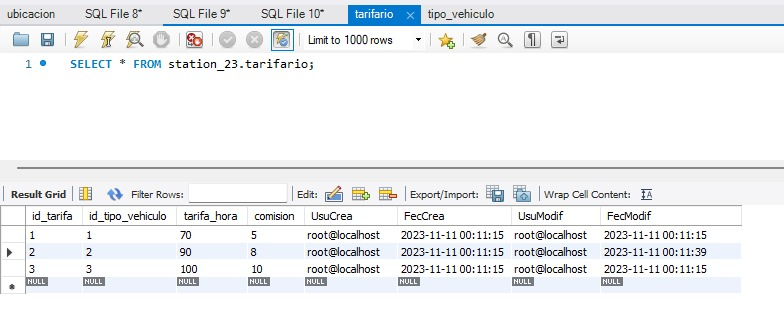 ubicacion SQL File 8* SQL File 9* SQL File 10* tarifario tipo_vehiculo
Limit to 1000 rows
1 SELECT * FROM station_23.tarifario;
Result Grid Filter Rows: Edit: Export/Import: Wrap Cell Content:
id_tarifa id_tipo_vehiculo tarifa_hora comision UsuCrea FecCrea UsuModif FecModif
1 1 70 5 root@localhost 2023-11-11 00:11:15 root@localhost 2023-11-11 00:11:15
2 2 90 8 root@localhost 2023-11-11 00:11:15 root@localhost 2023-11-11 00:11:39
3 3 100 10 root@localhost 2023-11-11 00:11:15 root@localhost 2023-11-11 00:11:15
NULL NULL NULL NULL NULL NULL NULL NULL